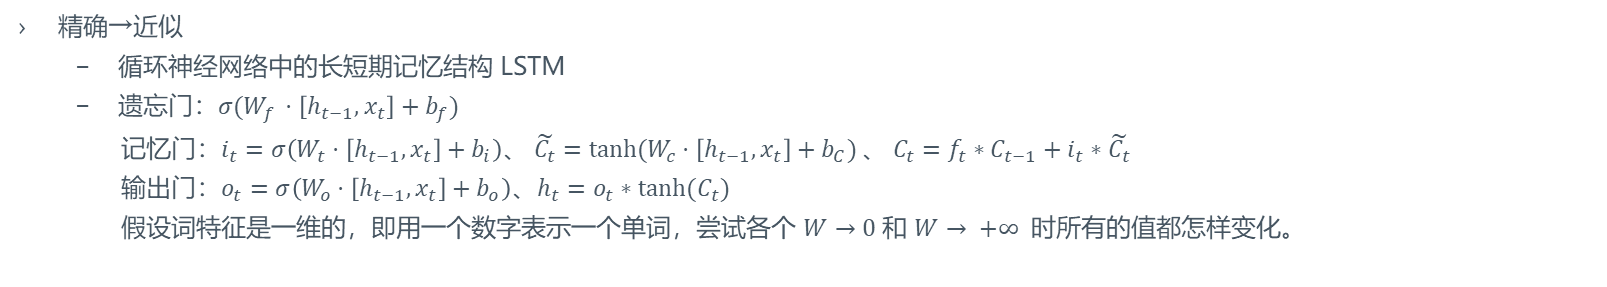 › 精确→近似
– 循环神经网络中的长短期记忆结构 LSTM
– 遗忘门：σ(W_f · [h_{t−1}, x_t] + b_f)
记忆门：i_t = σ(W_t · [h_{t−1}, x_t] + b_i)、 C̃_t = tanh(W_c · [h_{t−1}, x_t] + b_C) 、 C_t = f_t ∗ C_{t−1} + i_t ∗ C̃_t
输出门：o_t = σ(W_o · [h_{t−1}, x_t] + b_o)、h_t = o_t ∗ tanh(C_t)
假设词特征是一维的，即用一个数字表示一个单词，尝试各个 W → 0 和 W → +∞ 时所有的值都怎样变化。